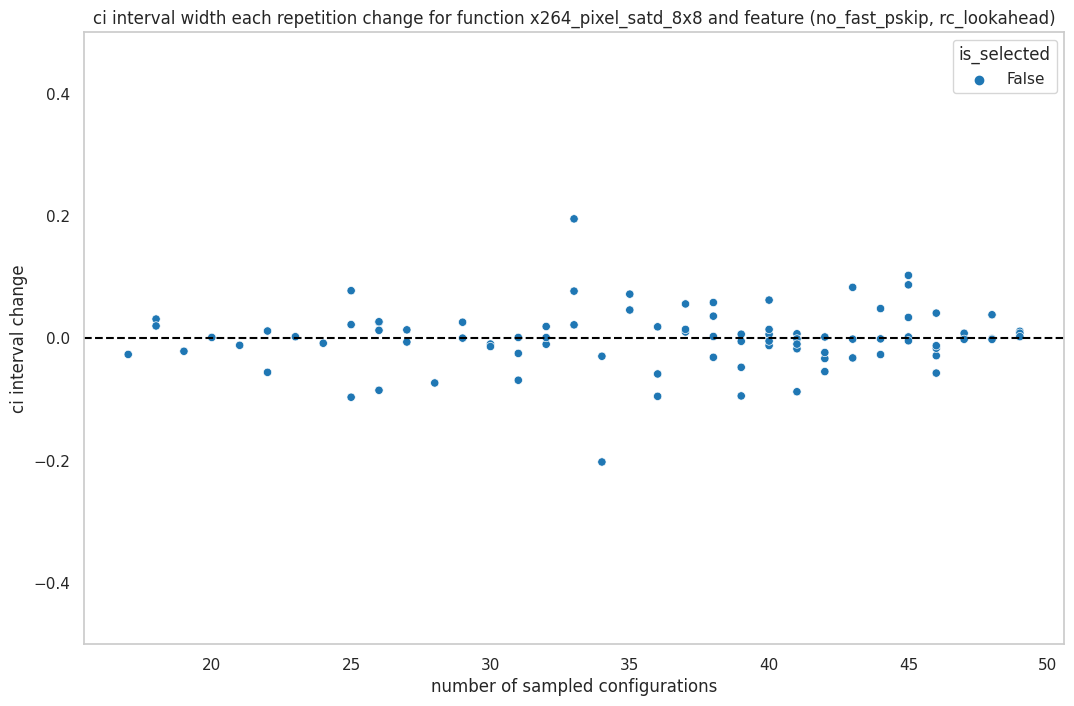 ci interval width each repetition change for function x264_pixel_satd_8x8 and feature (no_fast_pskip, rc_lookahead)
is_selected
False
ci interval change
0.4
0.2
0.0
−0.2
−0.4
20 25 30 35 40 45 50
number of sampled configurations